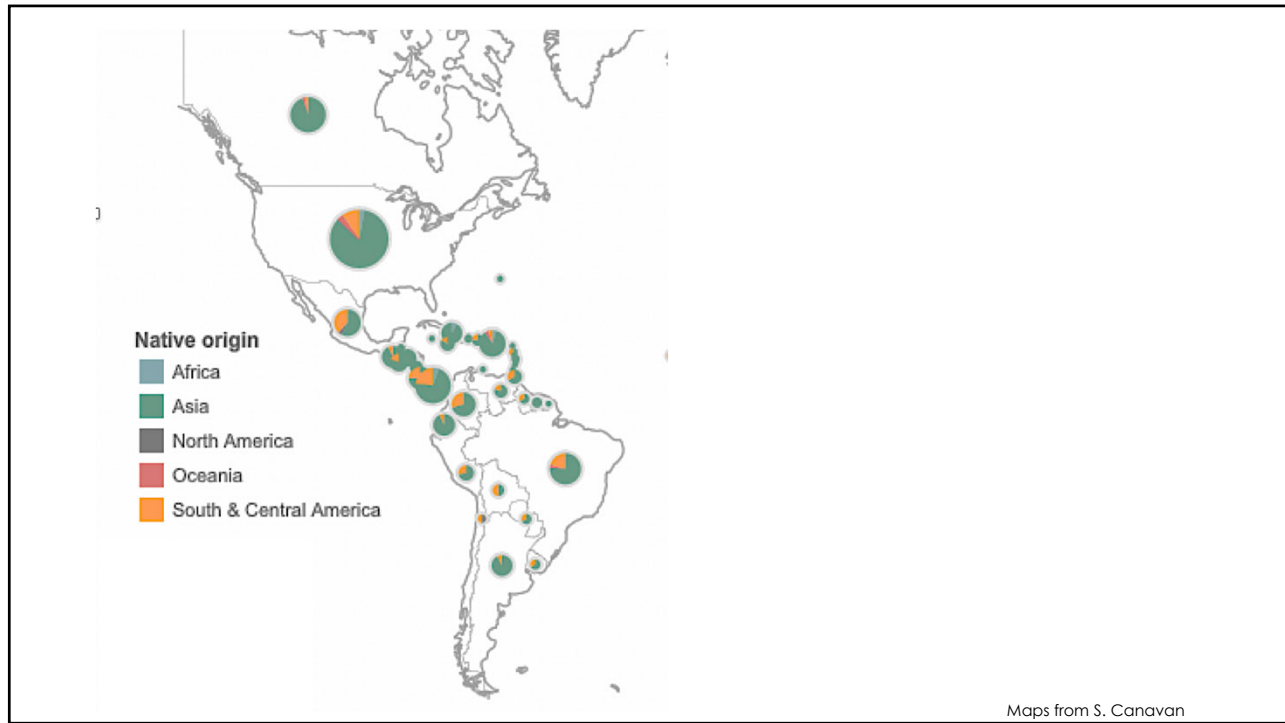 Native origin
Africa
Asia
North America
Oceania
South & Central America
Maps from S. Canavan